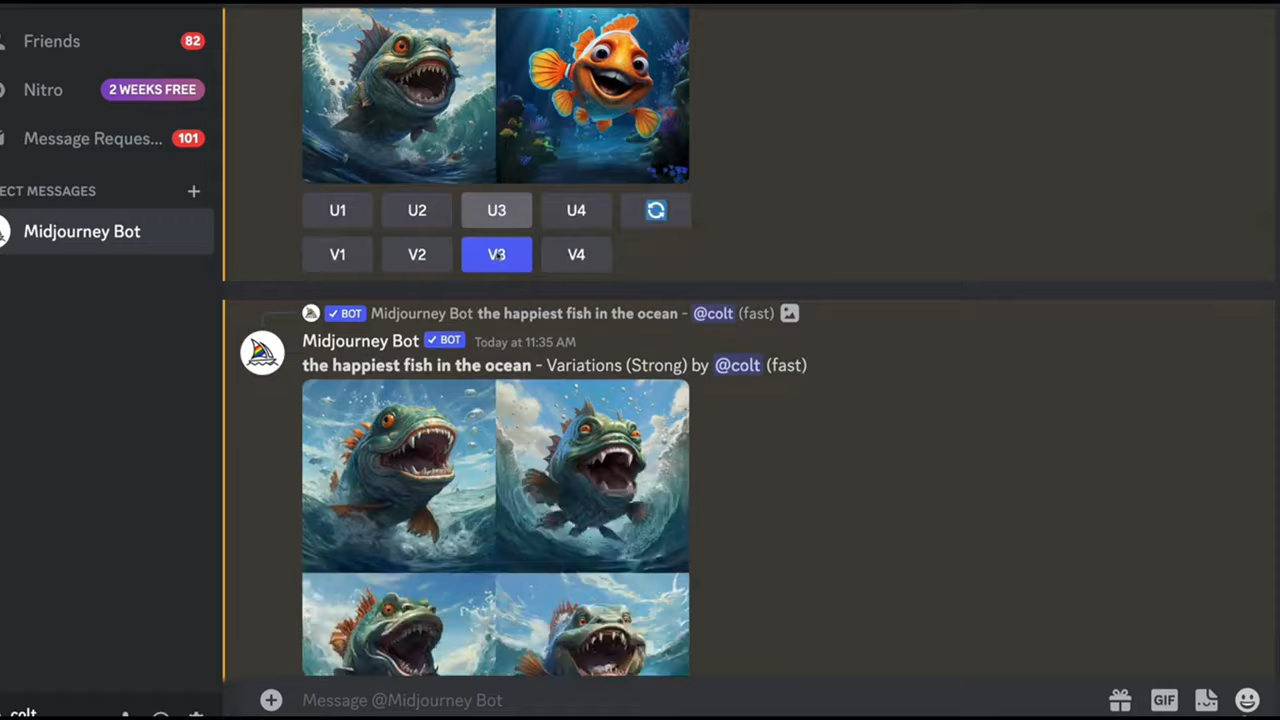 Friends 82
Nitro 2 WEEKS FREE
Message Reques... 101
ECT MESSAGES +
Midjourney Bot
U1 U2 U3 U4
V1 V2 V3 V4
BOT Midjourney Bot the happiest fish in the ocean - @colt (fast)
Midjourney Bot BOT Today at 11:35 AM
the happiest fish in the ocean - Variations (Strong) by @colt (fast)
Message @Midjourney Bot
GIF
colt